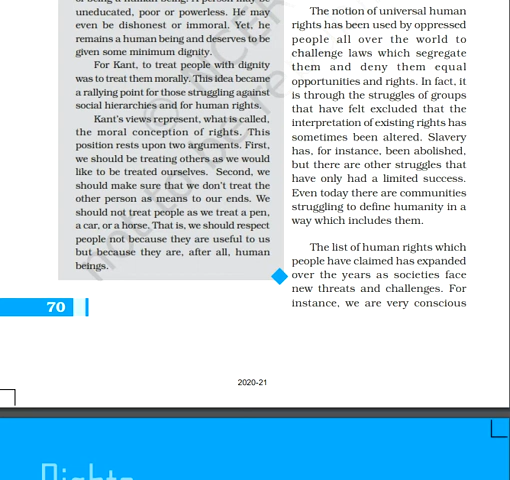 of being a human being. A person may be
uneducated, poor or powerless. He may
even be dishonest or immoral. Yet, he
remains a human being and deserves to be
given some minimum dignity.
For Kant, to treat people with dignity
was to treat them morally. This idea became
a rallying point for those struggling against
social hierarchies and for human rights.
Kant's views represent, what is called,
the moral conception of rights. This
position rests upon two arguments. First,
we should be treating others as we would
like to be treated ourselves. Second, we
should make sure that we don't treat the
other person as means to our ends. We
should not treat people as we treat a pen,
a car, or a horse. That is, we should respect
people not because they are useful to us
but because they are, after all, human
beings.
The notion of universal human
rights has been used by oppressed
people all over the world to
challenge laws which segregate
them and deny them equal
opportunities and rights. In fact, it
is through the struggles of groups
that have felt excluded that the
interpretation of existing rights has
sometimes been altered. Slavery
has, for instance, been abolished,
but there are other struggles that
have only had a limited success.
Even today there are communities
struggling to define humanity in a
way which includes them.
The list of human rights which
people have claimed has expanded
over the years as societies face
new threats and challenges. For
instance, we are very conscious
70
2020-21
Rights